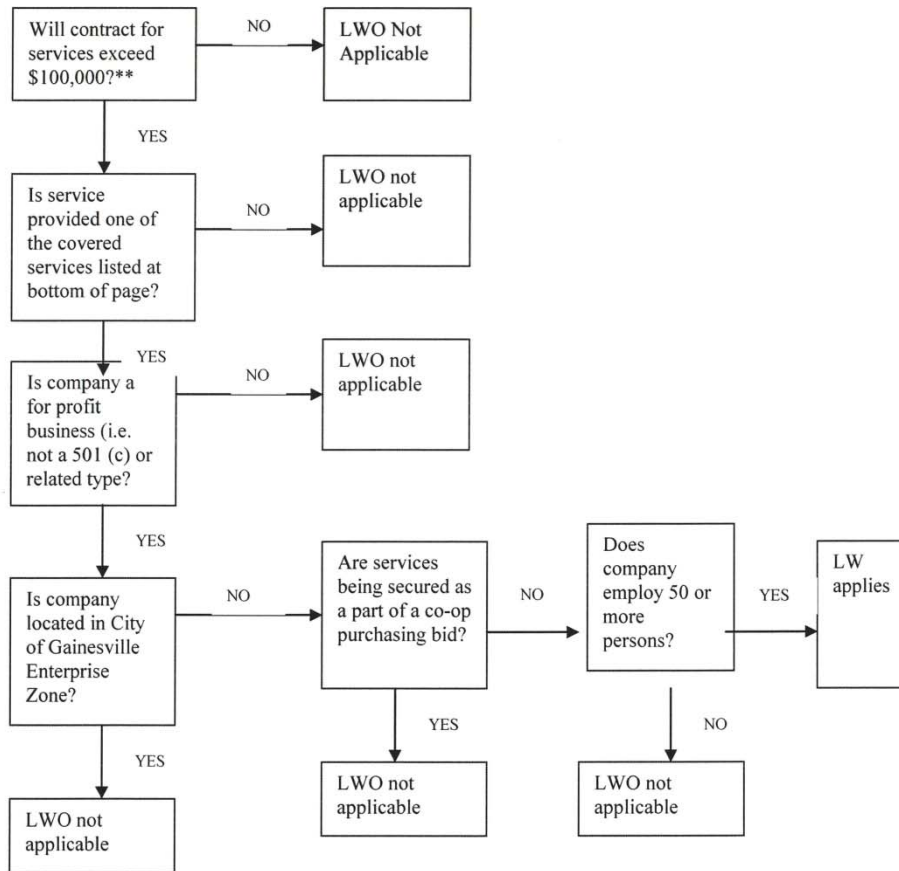 Will contract for
services exceed
$100,000?**
NO
LWO Not
Applicable
YES
Is service
provided one of
the covered
services listed at
bottom of page?
NO
LWO not
applicable
YES
Is company a
for profit
business (i.e.
not a 501 (c) or
related type?
NO
LWO not
applicable
YES
Is company
located in City
of Gainesville
Enterprise
Zone?
NO
Are services
being secured as
a part of a co-op
purchasing bid?
NO
Does
company
employ 50 or
more
persons?
YES
LW
applies
YES
LWO not
applicable
YES
LWO not
applicable
NO
LWO not
applicable